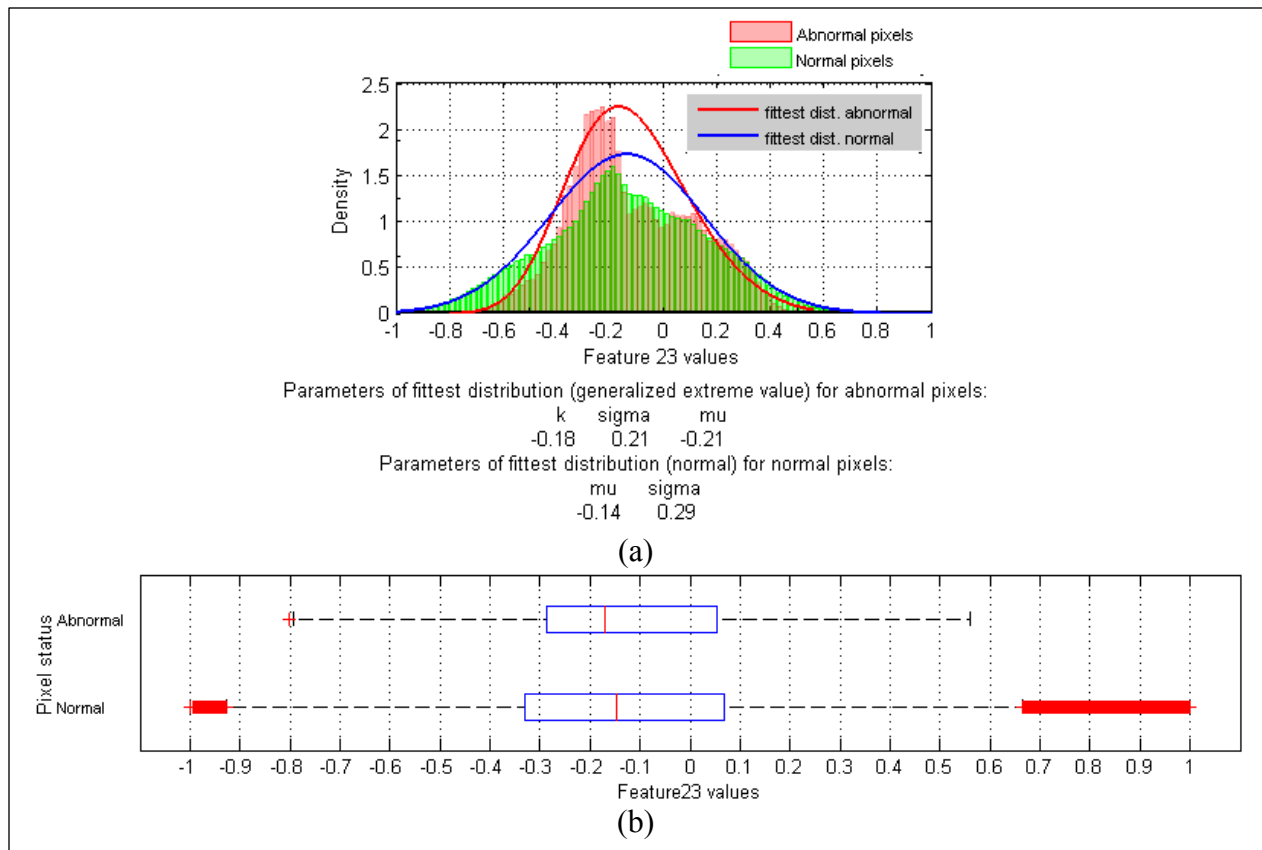 Abnormal pixels
Normal pixels
fittest dist. abnormal
fittest dist. normal
Density
2.5
2
1.5
1
0.5
0
-1 -0.8 -0.6 -0.4 -0.2 0 0.2 0.4 0.6 0.8 1
Feature 23 values
Parameters of fittest distribution (generalized extreme value) for abnormal pixels:
k sigma mu
-0.18 0.21 -0.21
Parameters of fittest distribution (normal) for normal pixels:
mu sigma
-0.14 0.29
(a)
Pixel status
Abnormal
Normal
-1 -0.9 -0.8 -0.7 -0.6 -0.5 -0.4 -0.3 -0.2 -0.1 0 0.1 0.2 0.3 0.4 0.5 0.6 0.7 0.8 0.9 1
Feature23 values
(b)